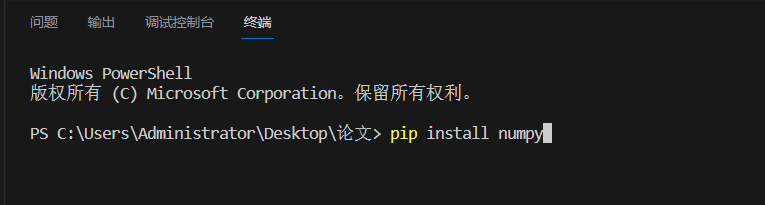 问题 输出 调试控制台 终端
Windows PowerShell
版权所有 (C) Microsoft Corporation。保留所有权利。
PS C:\Users\Administrator\Desktop\论文> pip install numpy